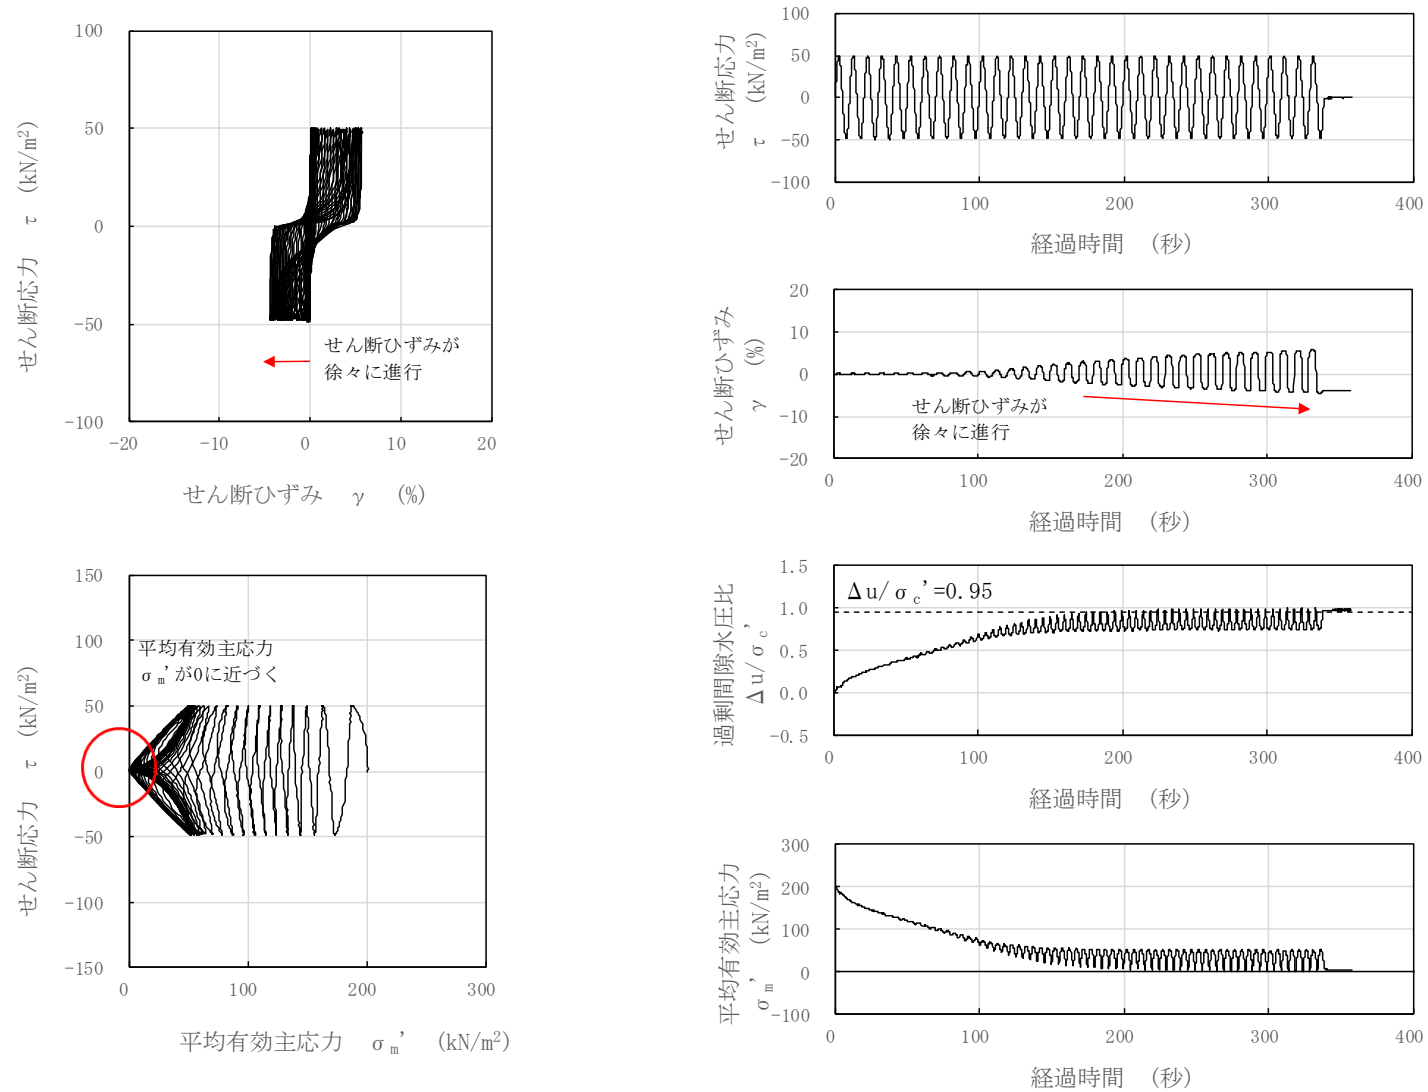 100
50
0
-50
-100
-20
-10
0
10
20
せん断応力 τ (kN/m²)
せん断ひずみ γ (%)
せん断ひずみが
徐々に進行
150
100
50
0
-50
-100
-150
0
100
200
300
せん断応力 τ (kN/m²)
平均有効主応力 σm' (kN/m²)
平均有効主応力
σm'が0に近づく
せん断応力
τ (kN/m²)
100
50
0
-50
-100
0
100
200
300
400
経過時間 (秒)
せん断ひずみ
γ (%)
20
10
0
-10
-20
せん断ひずみが
徐々に進行
0
100
200
300
400
経過時間 (秒)
過剰間隙水圧比
Δu/σc'
1.5
1.0
0.5
0.0
-0.5
Δu/σc'=0.95
0
100
200
300
400
経過時間 (秒)
平均有効主応力
σm' (kN/m²)
300
200
100
0
-100
0
100
200
300
400
経過時間 (秒)